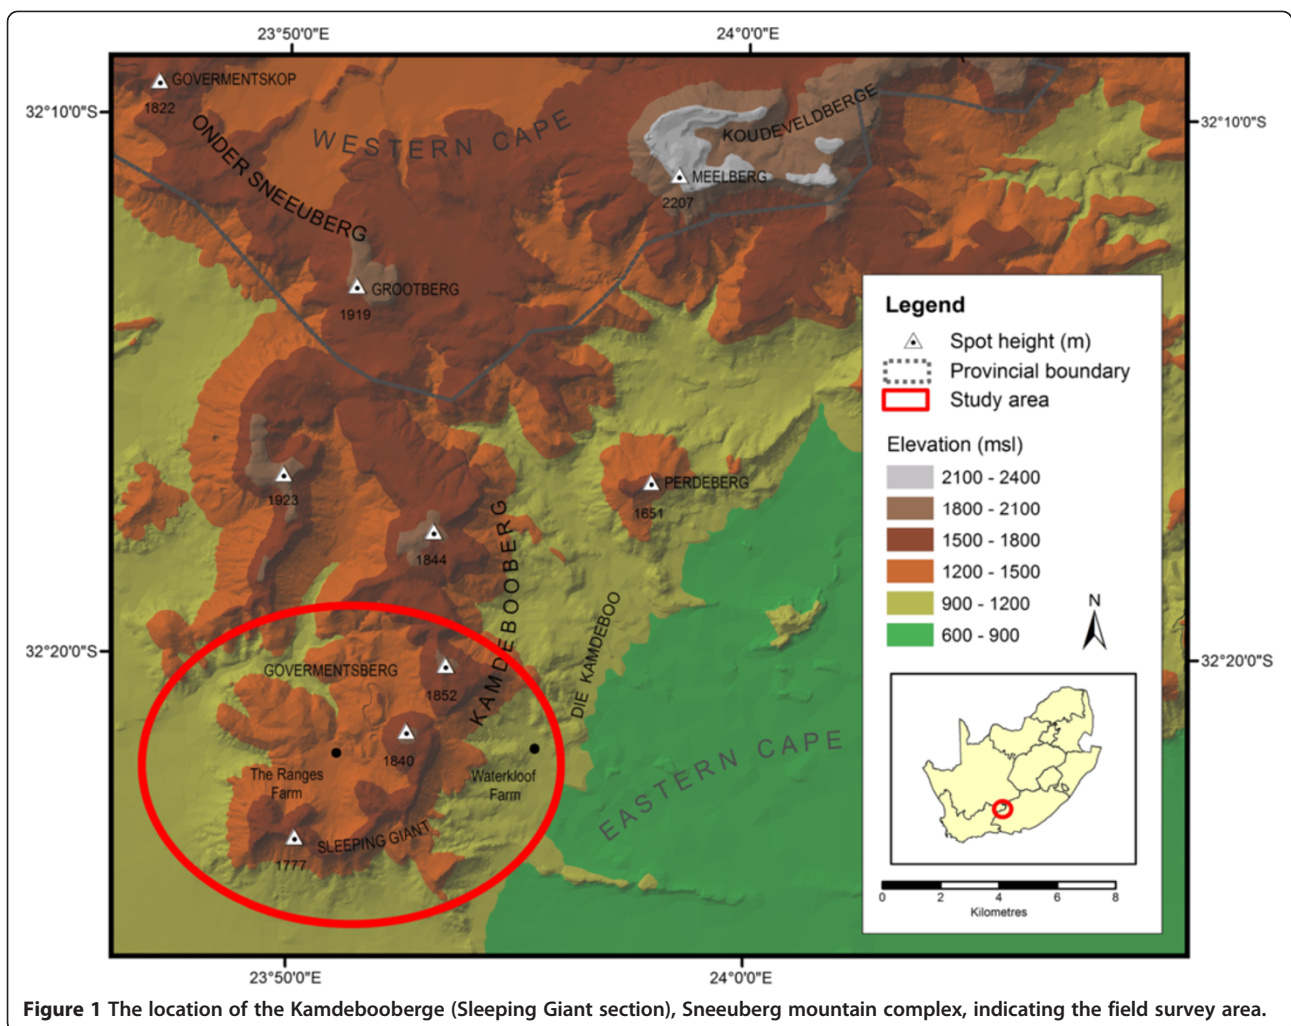 23°50'0"E
24°0'0"E
32°10'0"S
32°10'0"S
GOVERMENTSKOP
1822
ONDER SNEEUBERG
WESTERN CAPE
KOUDEVELDBERGE
MEELBERG
2207
GROOTBERG
1919
Legend
Spot height (m)
Provincial boundary
Study area
Elevation (msl)
2100 - 2400
1800 - 2100
1500 - 1800
1200 - 1500
900 - 1200
600 - 900
N
1923
PERDEBERG
1651
1844
KAMDEBOOBERG
DIE KAMDEBOO
32°20'0"S
32°20'0"S
GOVERMENTSBERG
1852
1840
The Ranges
Farm
Waterkloof
Farm
EASTERN CAPE
SLEEPING GIANT
1777
0 2 4 6 8
Kilometres
23°50'0"E
24°0'0"E
Figure 1 The location of the Kamdebooberge (Sleeping Giant section), Sneeuberg mountain complex, indicating the field survey area.